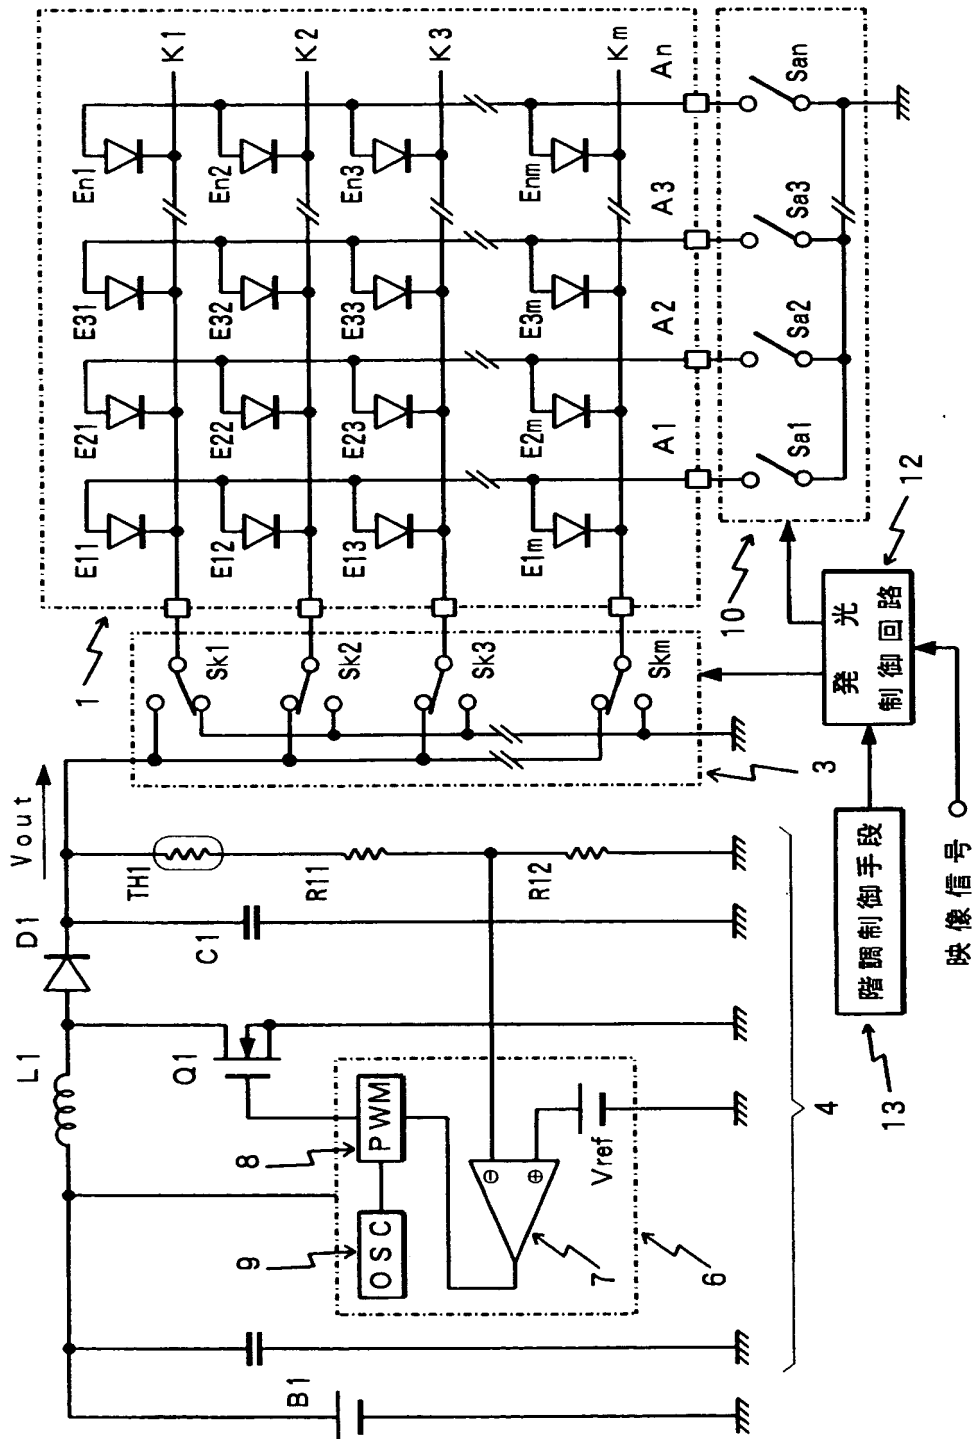 B1
L1
D1
Vout
Q1
C1
TH1
R11
R12
8
PWM
9
OSC
7
Vref
6
4
3
1
Sk1
Sk2
Sk3
Skm
E11
E21
E31
En1
K1
E12
E22
E32
En2
K2
E13
E23
E33
En3
K3
E1m
E2m
E3m
Enm
Km
A1
A2
A3
An
10
Sa1
Sa2
Sa3
San
12
発光
制御回路
13
階調制御手段
映像信号